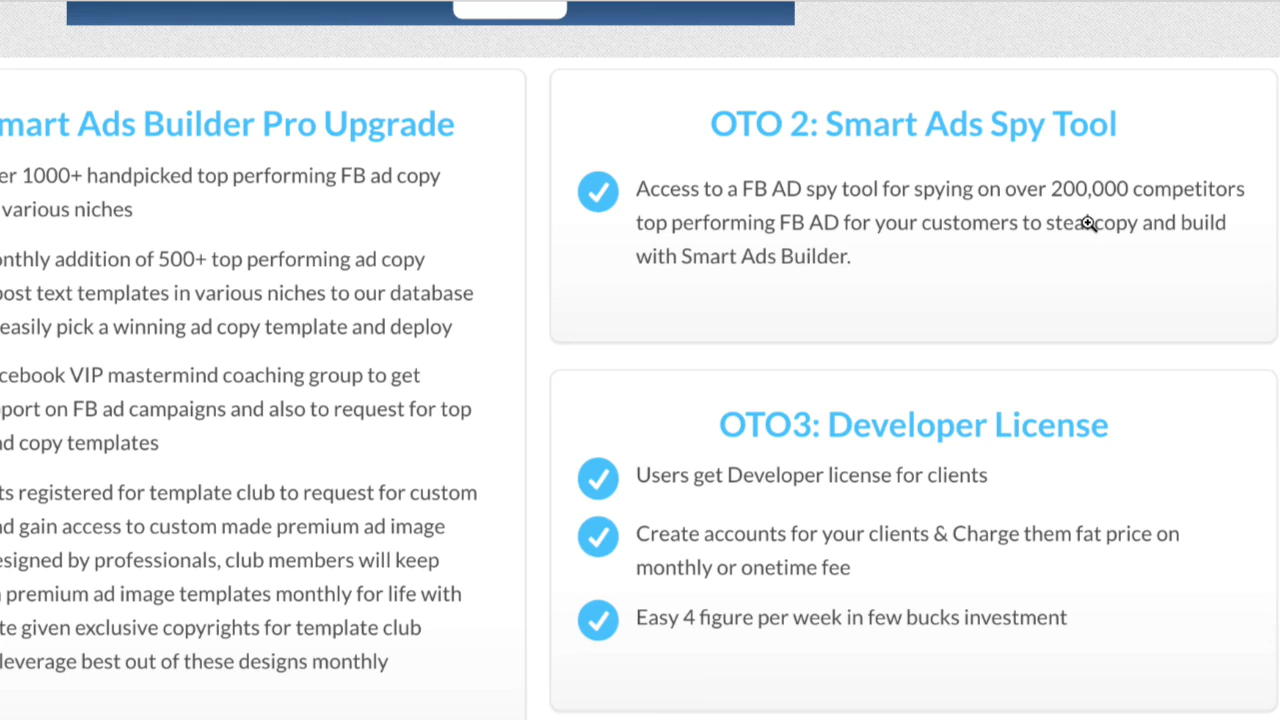 mart Ads Builder Pro Upgrade
er 1000+ handpicked top performing FB ad copy
various niches
onthly addition of 500+ top performing ad copy
post text templates in various niches to our database
easily pick a winning ad copy template and deploy
cebook VIP mastermind coaching group to get
port on FB ad campaigns and also to request for top
ad copy templates
ts registered for template club to request for custom
nd gain access to custom made premium ad image
esigned by professionals, club members will keep
premium ad image templates monthly for life with
te given exclusive copyrights for template club
leverage best out of these designs monthly
OTO 2: Smart Ads Spy Tool
Access to a FB AD spy tool for spying on over 200,000 competitors
top performing FB AD for your customers to steal copy and build
with Smart Ads Builder.
OTO3: Developer License
Users get Developer license for clients
Create accounts for your clients & Charge them fat price on
monthly or onetime fee
Easy 4 figure per week in few bucks investment